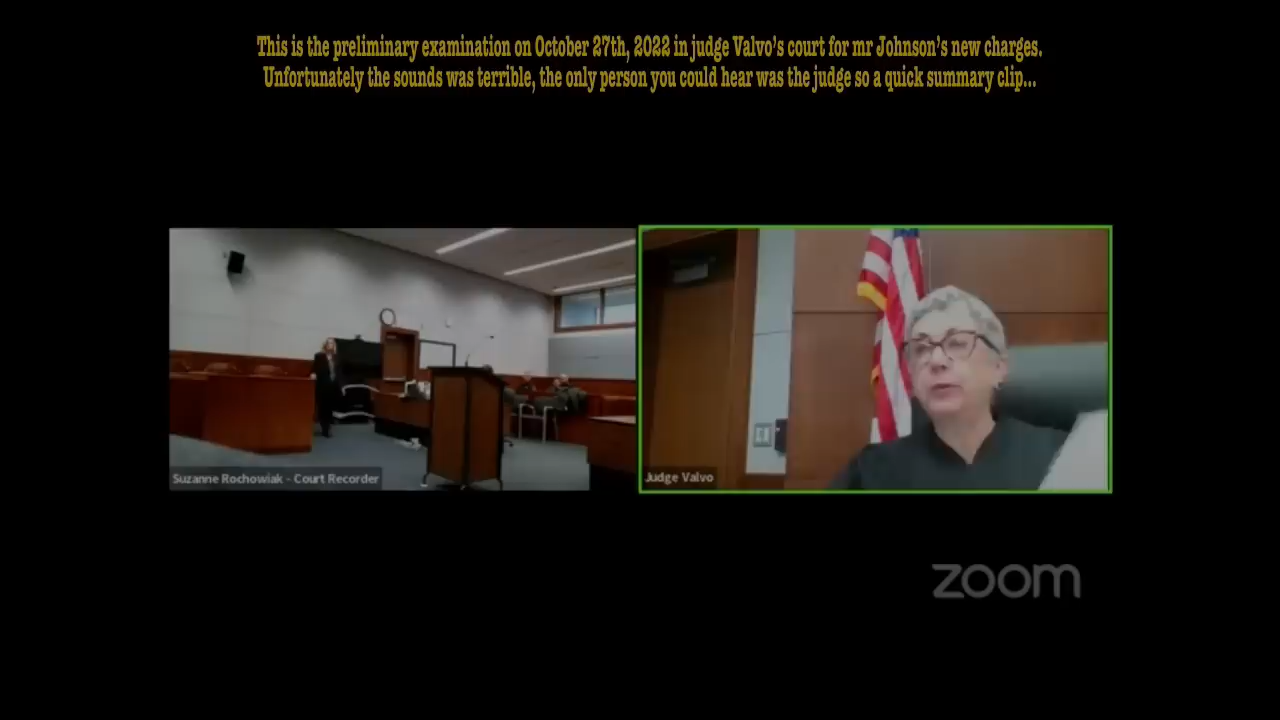 This is the preliminary examination on October 27th, 2022 in judge Valvo's court for mr Johnson's new charges.
Unfortunately the sounds was terrible, the only person you could hear was the judge so a quick summary clip...
Suzanne Rochowiak - Court Recorder
Judge Valvo
zoom